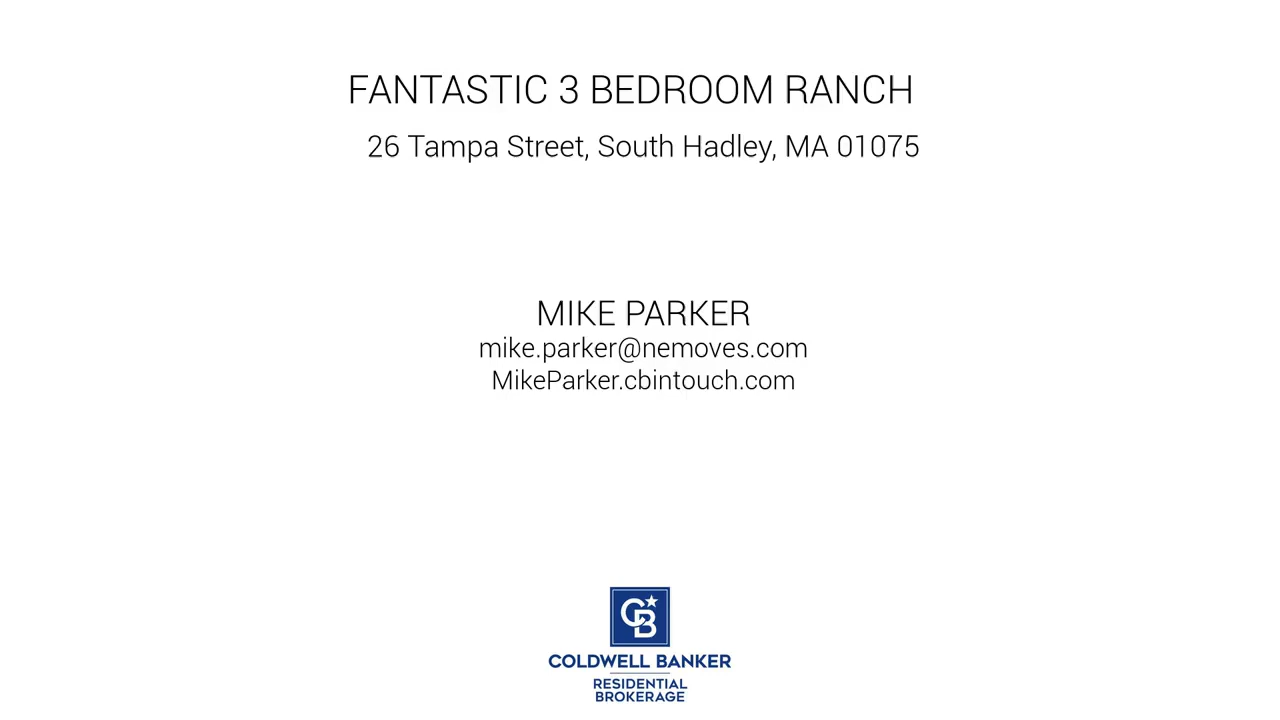 FANTASTIC 3 BEDROOM RANCH
26 Tampa Street, South Hadley, MA 01075
MIKE PARKER
mike.parker@nemoves.com
MikeParker.cbintouch.com
CB
COLDWELL BANKER
RESIDENTIAL
BROKERAGE